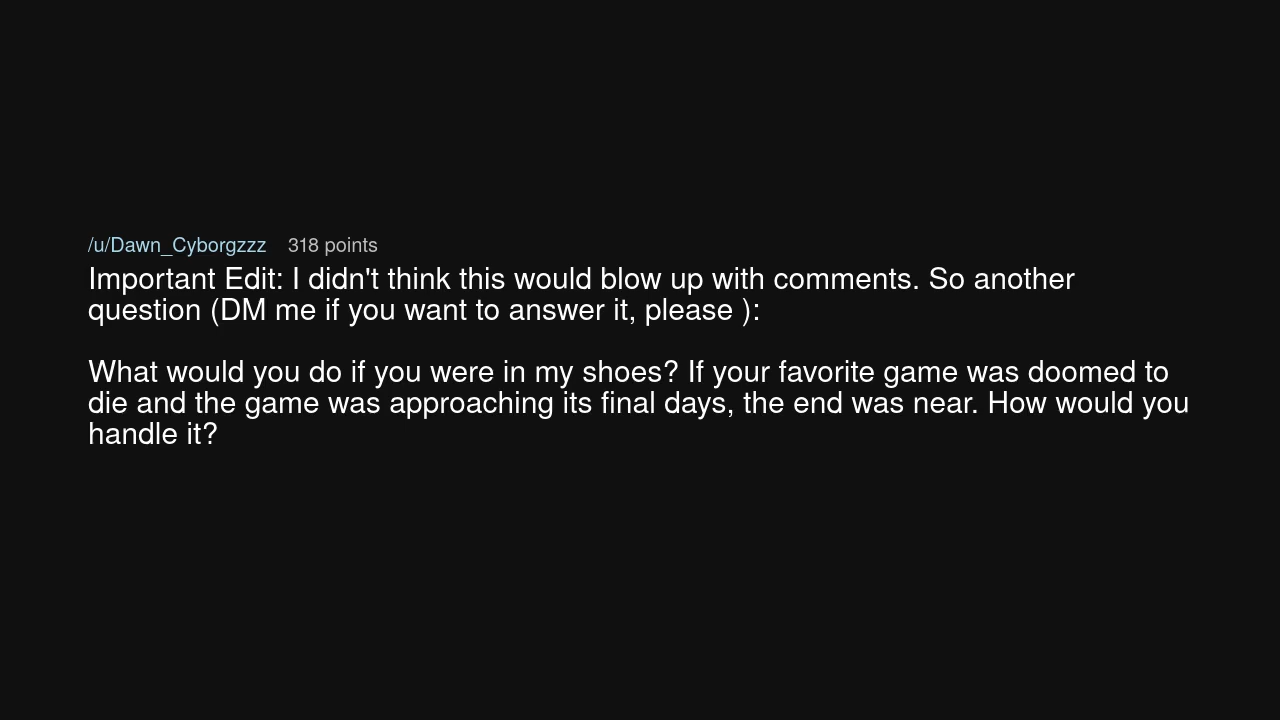 /u/Dawn_Cyborgzzz 318 points
Important Edit: I didn't think this would blow up with comments. So another
question (DM me if you want to answer it, please ):
What would you do if you were in my shoes? If your favorite game was doomed to
die and the game was approaching its final days, the end was near. How would you
handle it?